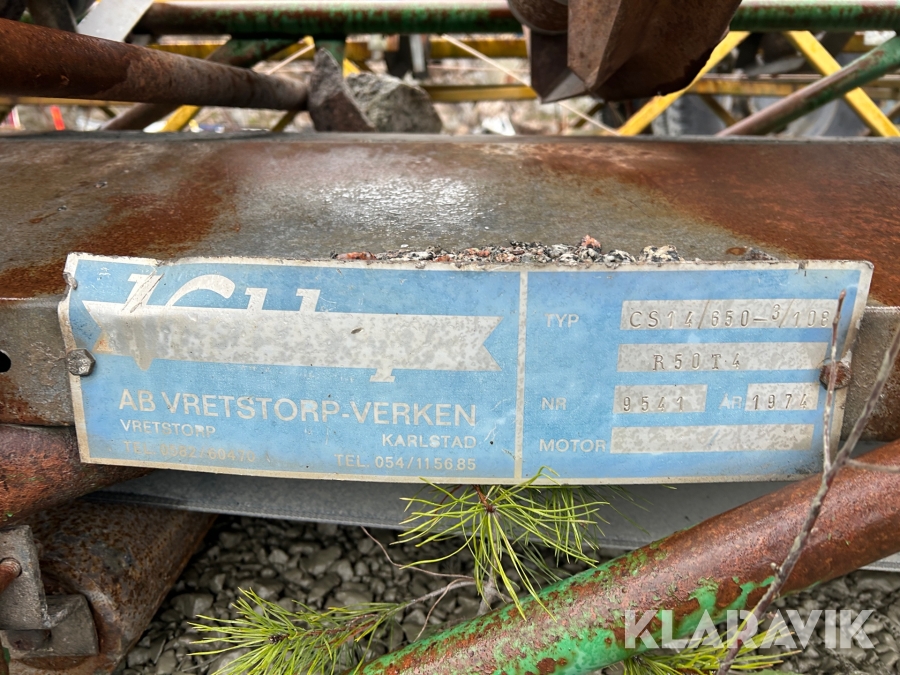 AB VRETSTORP-VERKEN
VRETSTORP
KARLSTAD
TEL. 054/115685
TYP CS14/650-3/108
R50T4
NR 9541 ÅR 1974
MOTOR
KLARAVIK